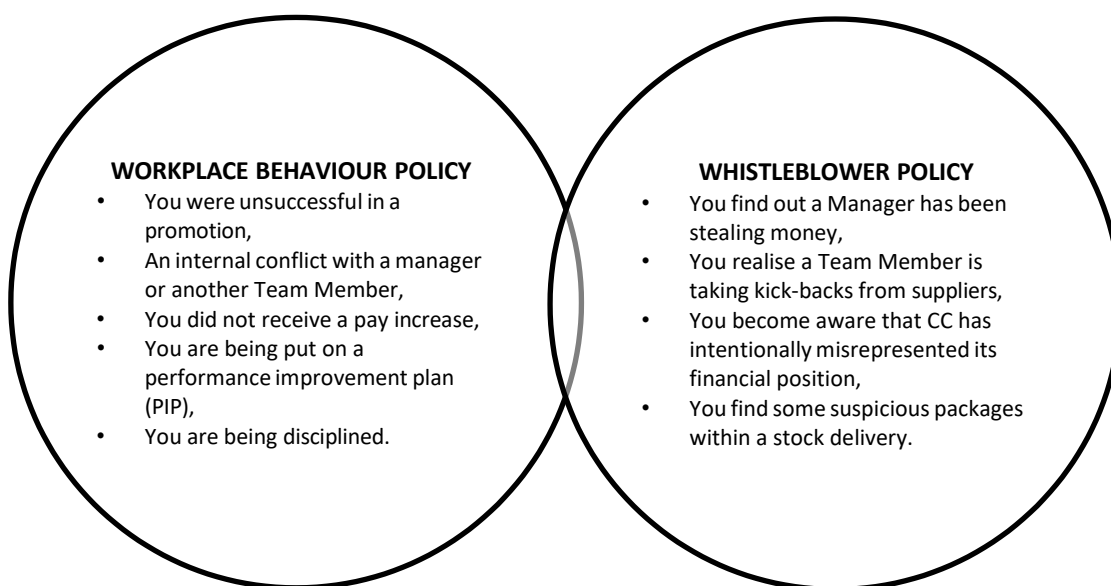 WORKPLACE BEHAVIOUR POLICY
• You were unsuccessful in a
promotion,
• An internal conflict with a manager
or another Team Member,
• You did not receive a pay increase,
• You are being put on a
performance improvement plan
(PIP),
• You are being disciplined.
WHISTLEBLOWER POLICY
• You find out a Manager has been
stealing money,
• You realise a Team Member is
taking kick-backs from suppliers,
• You become aware that CC has
intentionally misrepresented its
financial position,
• You find some suspicious packages
within a stock delivery.